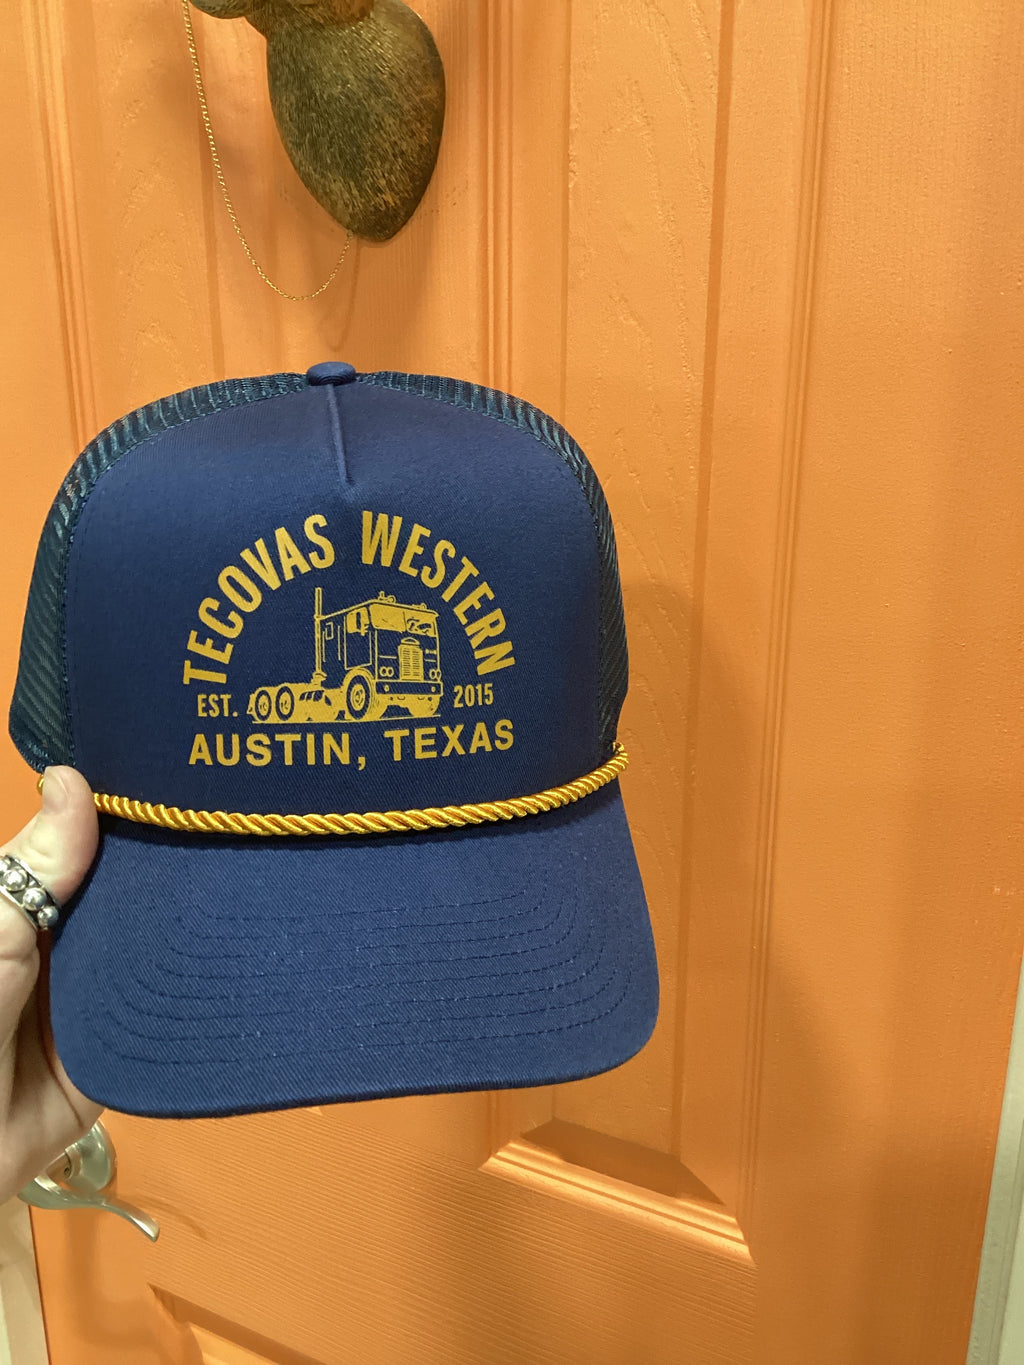 TECOVAS WESTERN
EST. 2015
AUSTIN, TEXAS